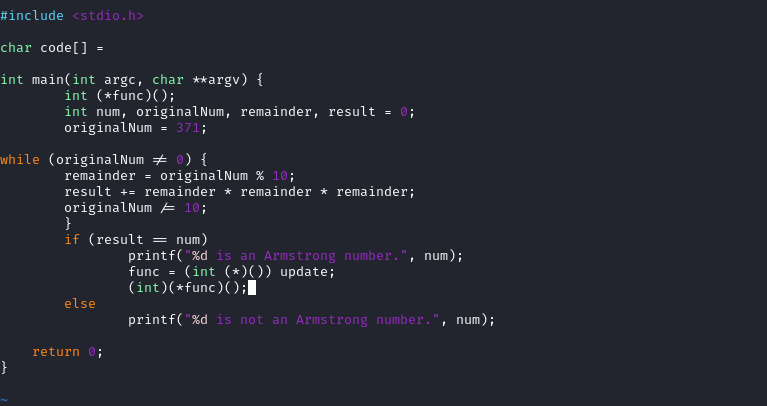 #include <stdio.h>
char code[] =
int main(int argc, char **argv) {
int (*func)();
int num, originalNum, remainder, result = 0;
originalNum = 371;
while (originalNum != 0) {
remainder = originalNum % 10;
result += remainder * remainder * remainder;
originalNum /= 10;
}
if (result == num)
printf("%d is an Armstrong number.", num);
func = (int (*)()) update;
(int)(*func)();
else
printf("%d is not an Armstrong number.", num);
return 0;
}
~